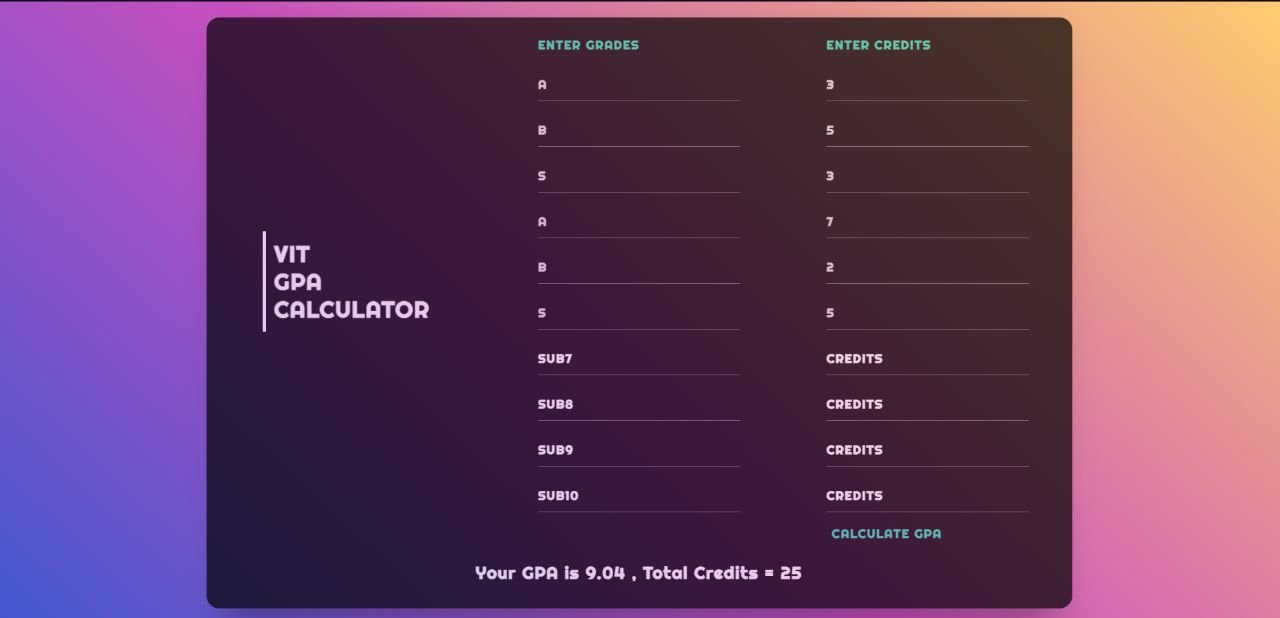 ENTER GRADES ENTER CREDITS
A 3
B 5
S 3
A 7
B 2
S 5
VIT
GPA
CALCULATOR
SUB7 CREDITS
SUB8 CREDITS
SUB9 CREDITS
SUB10 CREDITS
CALCULATE GPA
Your GPA is 9.04 , Total Credits = 25